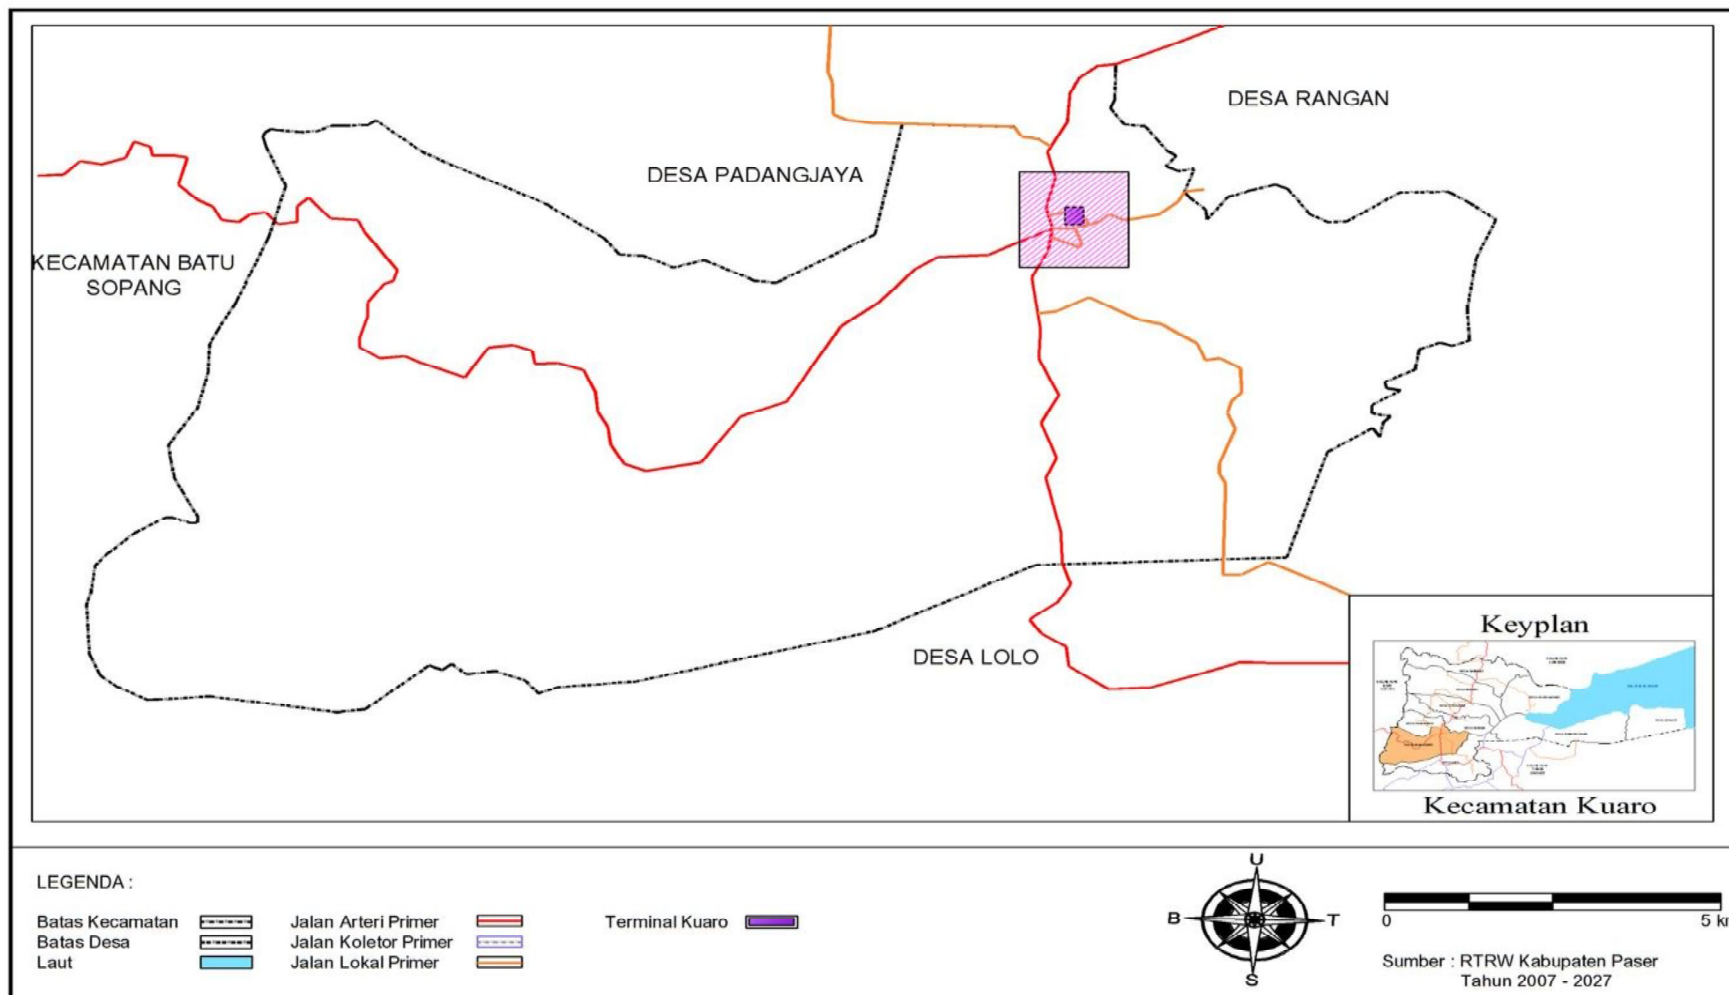 DESA RANGAN
DESA PADANGJAYA
KECAMATAN BATU
SOPANG
DESA LOLO
Keyplan
Kecamatan Kuaro
LEGENDA :
Batas Kecamatan
Batas Desa
Laut
Jalan Arteri Primer
Jalan Koletor Primer
Jalan Lokal Primer
Terminal Kuaro
U
B
T
S
0
5 km
Sumber : RTRW Kabupaten Paser
Tahun 2007 - 2027